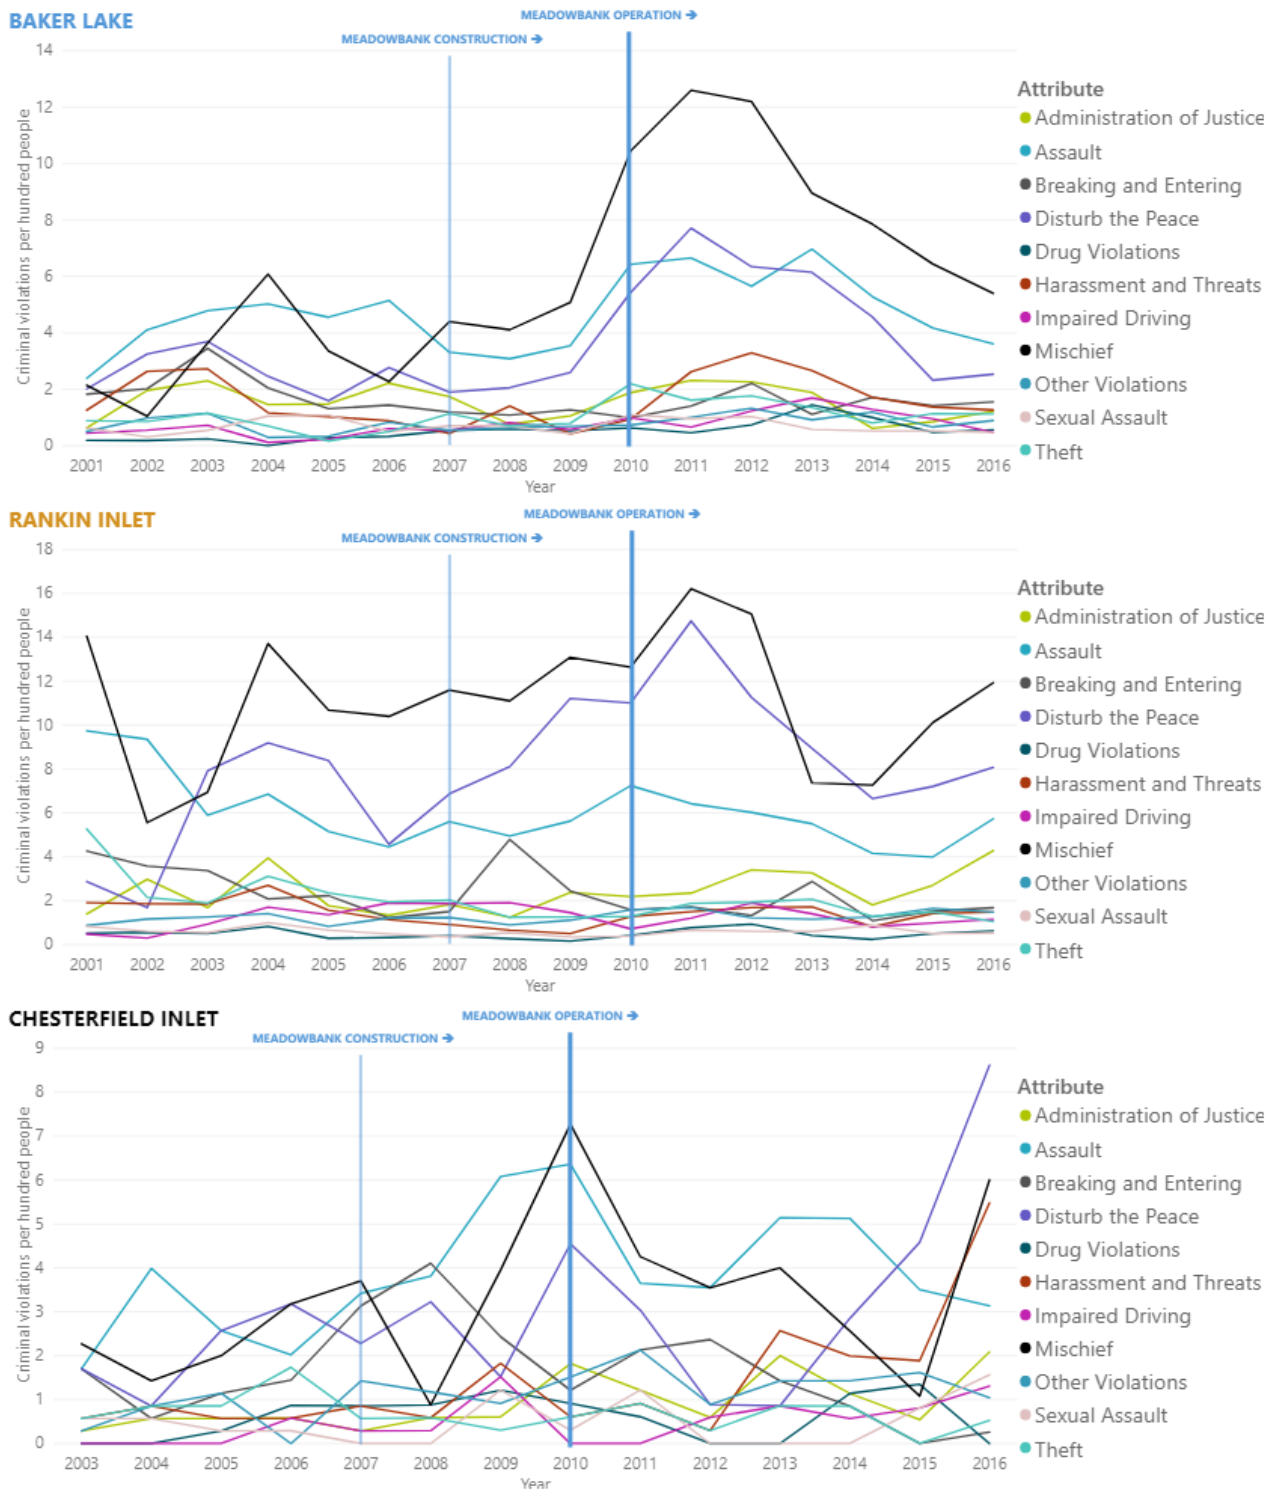 BAKER LAKE
MEADOWBANK OPERATION →
MEADOWBANK CONSTRUCTION →
Criminal violations per hundred people
14
12
10
8
6
4
2
0
2001 2002 2003 2004 2005 2006 2007 2008 2009 2010 2011 2012 2013 2014 2015 2016
Year
Attribute
Administration of Justice
Assault
Breaking and Entering
Disturb the Peace
Drug Violations
Harassment and Threats
Impaired Driving
Mischief
Other Violations
Sexual Assault
Theft
RANKIN INLET
MEADOWBANK OPERATION →
MEADOWBANK CONSTRUCTION →
Criminal violations per hundred people
18
16
14
12
10
8
6
4
2
0
2001 2002 2003 2004 2005 2006 2007 2008 2009 2010 2011 2012 2013 2014 2015 2016
Year
Attribute
Administration of Justice
Assault
Breaking and Entering
Disturb the Peace
Drug Violations
Harassment and Threats
Impaired Driving
Mischief
Other Violations
Sexual Assault
Theft
CHESTERFIELD INLET
MEADOWBANK OPERATION →
MEADOWBANK CONSTRUCTION →
Criminal violations per hundred people
9
8
7
6
5
4
3
2
1
0
2003 2004 2005 2006 2007 2008 2009 2010 2011 2012 2013 2014 2015 2016
Year
Attribute
Administration of Justice
Assault
Breaking and Entering
Disturb the Peace
Drug Violations
Harassment and Threats
Impaired Driving
Mischief
Other Violations
Sexual Assault
Theft